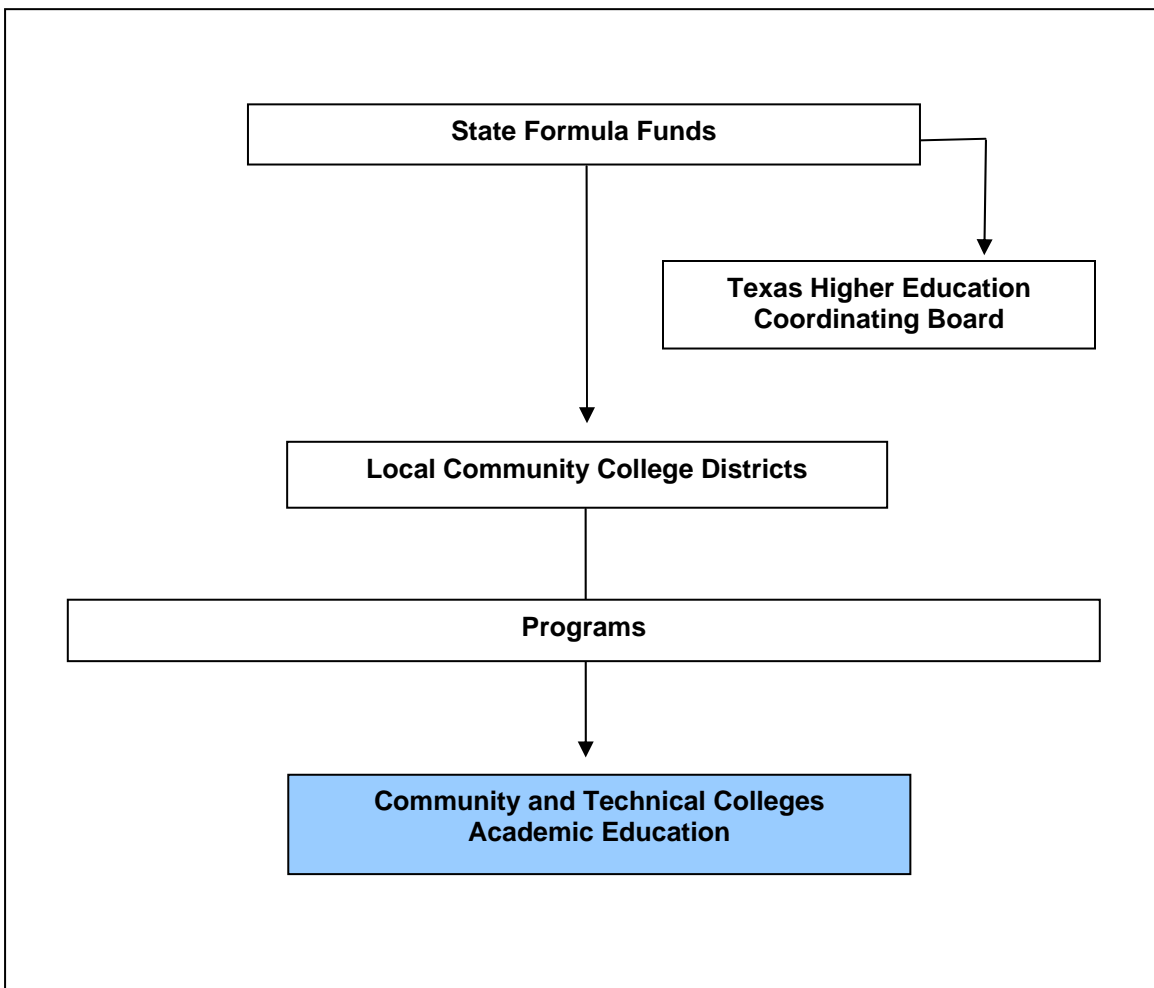 State Formula Funds
Texas Higher Education
Coordinating Board
Local Community College Districts
Programs
Community and Technical Colleges
Academic Education